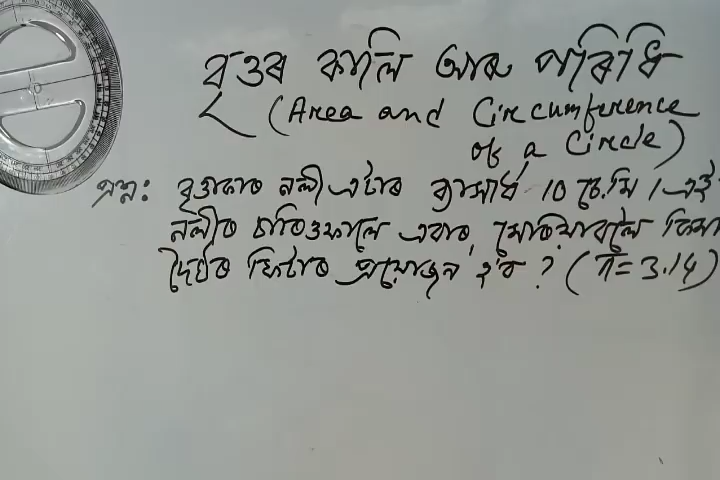 বৃত্তৰ কালি আৰু পৰিধি
(Area and Circumference
of a Circle)
প্ৰশ্ন: বৃত্তাকাৰ নলী এটাৰ ব্যাসাৰ্ধ 10 চে.মি । এই
নলীৰ চাৰিওফালে এবাৰ মেৰিয়াবলৈ কিমা
দৈৰ্ঘৰ ফিটাৰ প্ৰয়োজন হ'ব ? (π = 3.14)